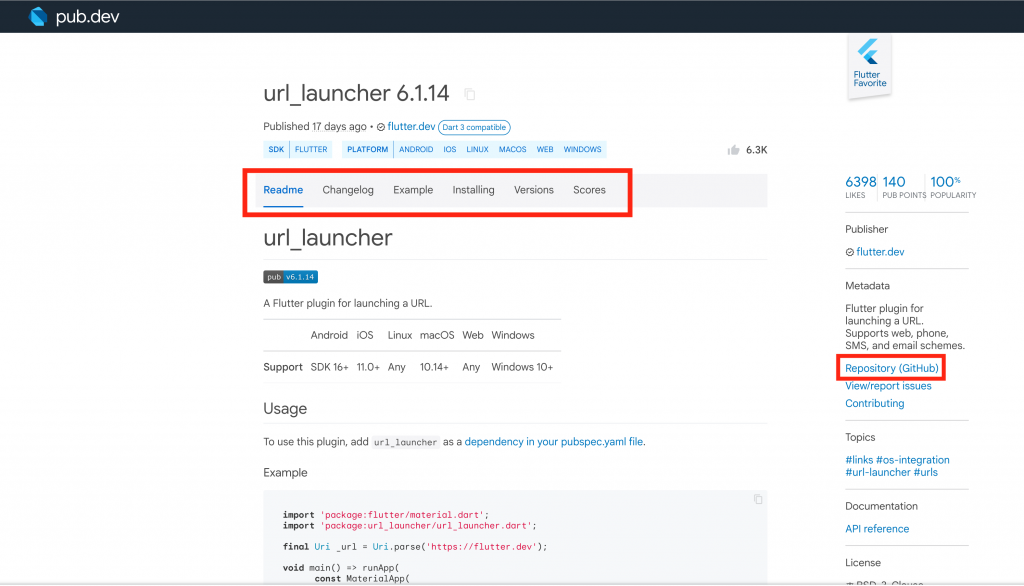 pub.dev
Flutter
Favorite
url_launcher 6.1.14
Published 17 days ago • flutter.dev Dart 3 compatible
SDK FLUTTER PLATFORM ANDROID IOS LINUX MACOS WEB WINDOWS
6.3K
Readme Changelog Example Installing Versions Scores
url_launcher
pub v6.1.14
A Flutter plugin for launching a URL.
Android iOS Linux macOS Web Windows
Support SDK 16+ 11.0+ Any 10.14+ Any Windows 10+
Usage
To use this plugin, add url_launcher as a dependency in your pubspec.yaml file.
Example
import 'package:flutter/material.dart';
import 'package:url_launcher/url_launcher.dart';
final Uri _url = Uri.parse('https://flutter.dev');
void main() => runApp(
const MaterialApp(
6398 140 100%
LIKES PUB POINTS POPULARITY
Publisher
flutter.dev
Metadata
Flutter plugin for
launching a URL.
Supports web, phone,
SMS, and email schemes.
Repository (GitHub)
View/report issues
Contributing
Topics
#links #os-integration
#url-launcher #urls
Documentation
API reference
License
BSD-3-Clause